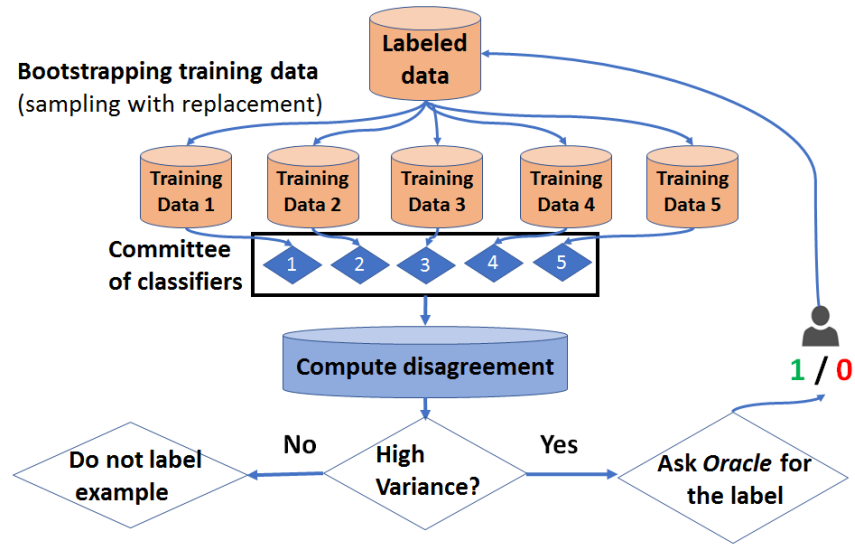 Labeled
data
Bootstrapping training data
(sampling with replacement)
Training
Data 1
Training
Data 2
Training
Data 3
Training
Data 4
Training
Data 5
Committee
of classifiers
1
2
3
4
5
Compute disagreement
1 / 0
No
High
Variance?
Yes
Do not label
example
Ask Oracle for
the label